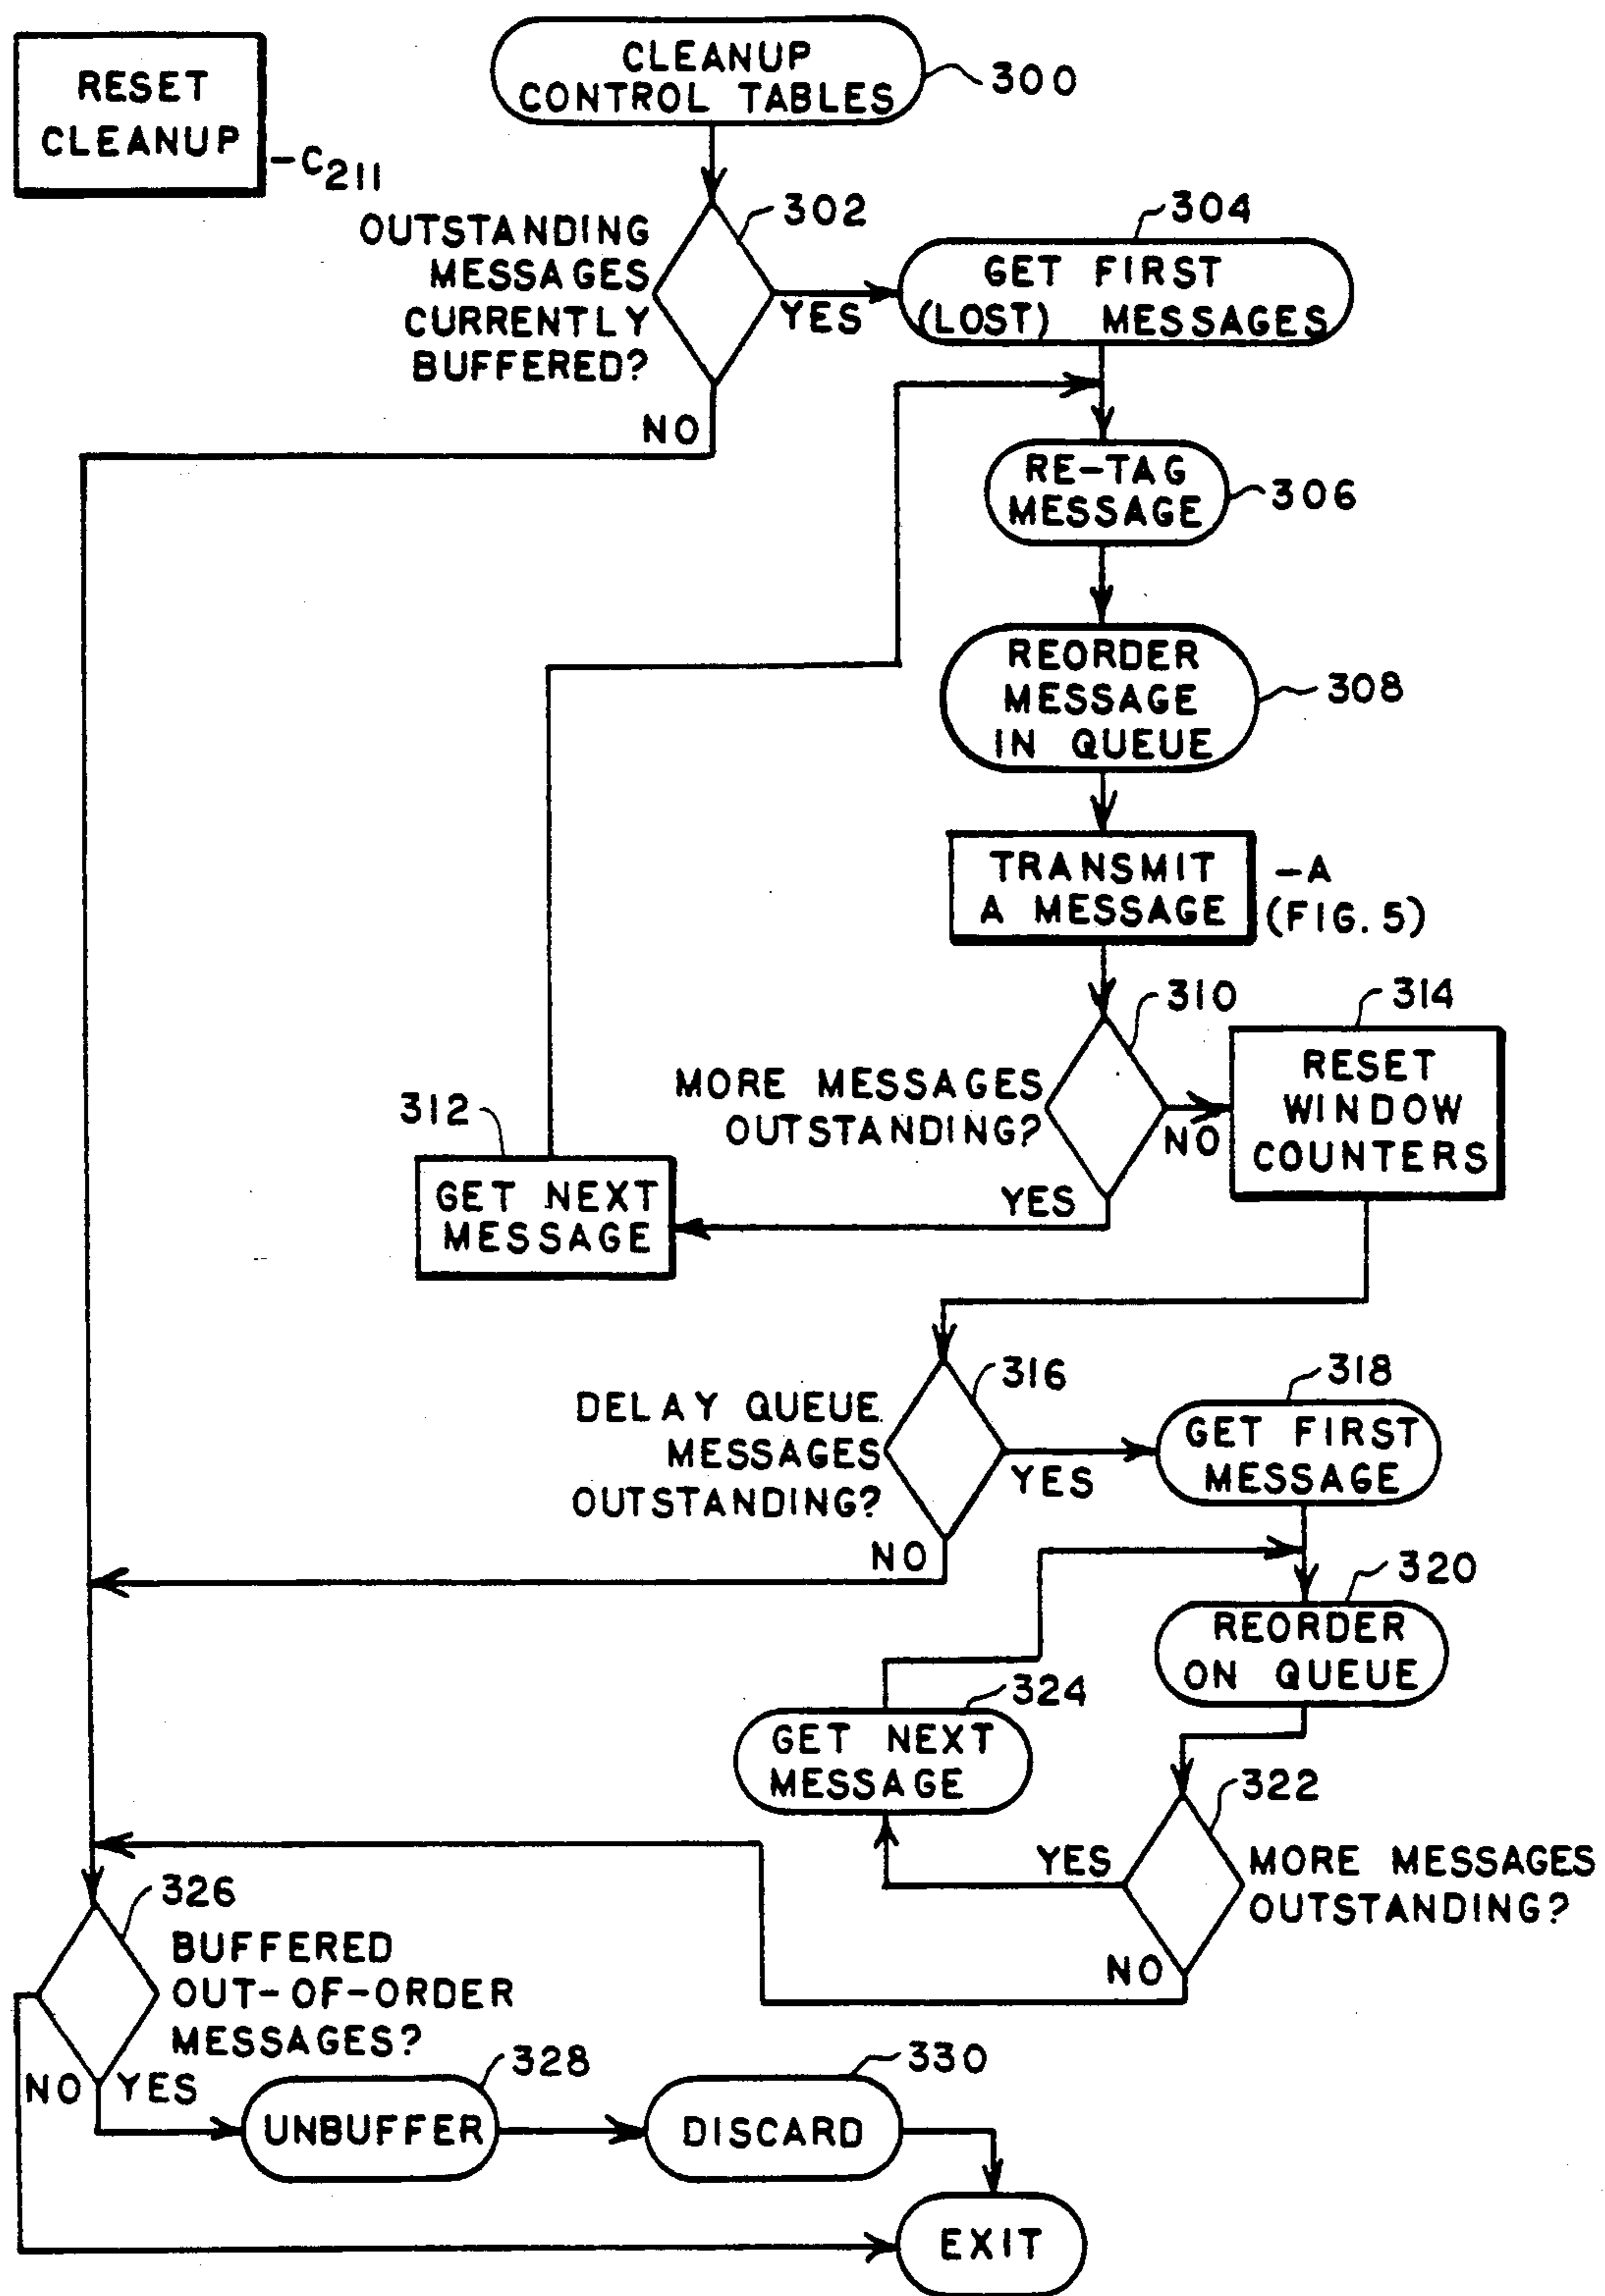 RESET
CLEANUP
-C211
CLEANUP
CONTROL TABLES
300
OUTSTANDING
MESSAGES
CURRENTLY
BUFFERED?
302
YES
NO
304
GET FIRST
(LOST) MESSAGES
RE-TAG
MESSAGE
306
REORDER
MESSAGE
IN QUEUE
308
TRANSMIT
A MESSAGE
-A
(FIG. 5)
310
MORE MESSAGES
OUTSTANDING?
NO
YES
314
RESET
WINDOW
COUNTERS
312
GET NEXT
MESSAGE
316
DELAY QUEUE
MESSAGES
OUTSTANDING?
YES
NO
318
GET FIRST
MESSAGE
320
REORDER
ON QUEUE
324
GET NEXT
MESSAGE
322
MORE MESSAGES
OUTSTANDING?
YES
NO
326
BUFFERED
OUT-OF-ORDER
MESSAGES?
NO
YES
328
UNBUFFER
330
DISCARD
EXIT